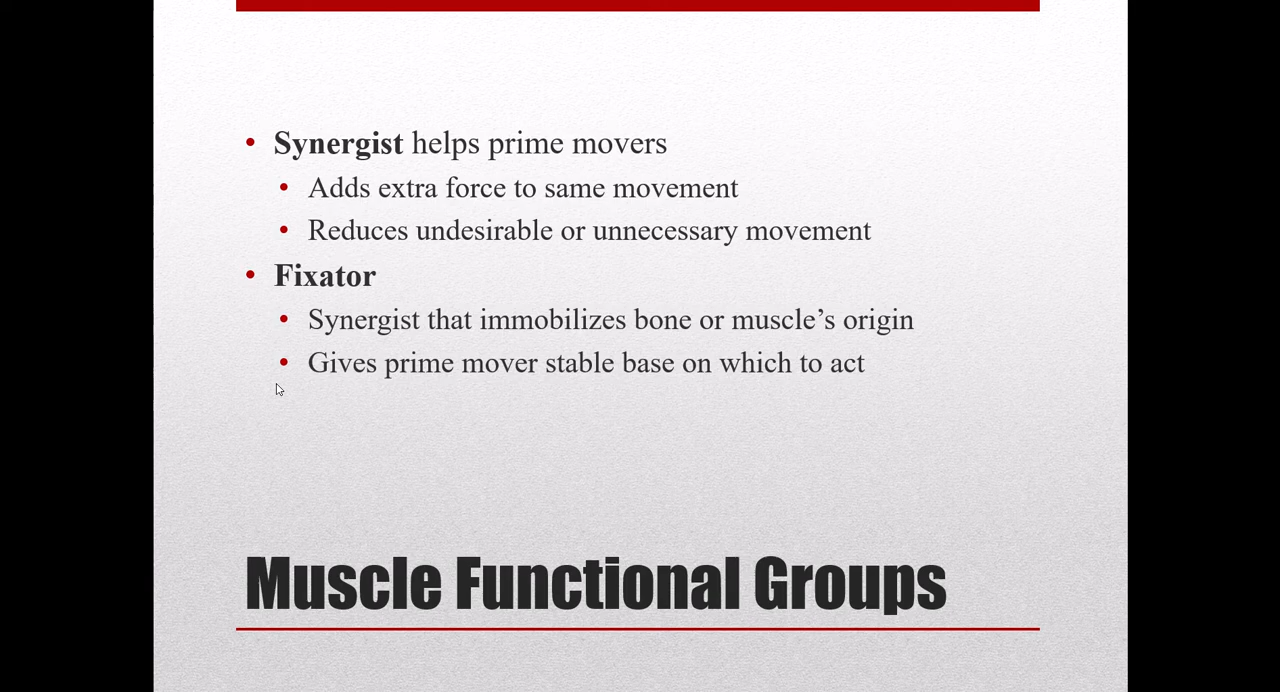 • Synergist helps prime movers
• Adds extra force to same movement
• Reduces undesirable or unnecessary movement
• Fixator
• Synergist that immobilizes bone or muscle’s origin
• Gives prime mover stable base on which to act
Muscle Functional Groups